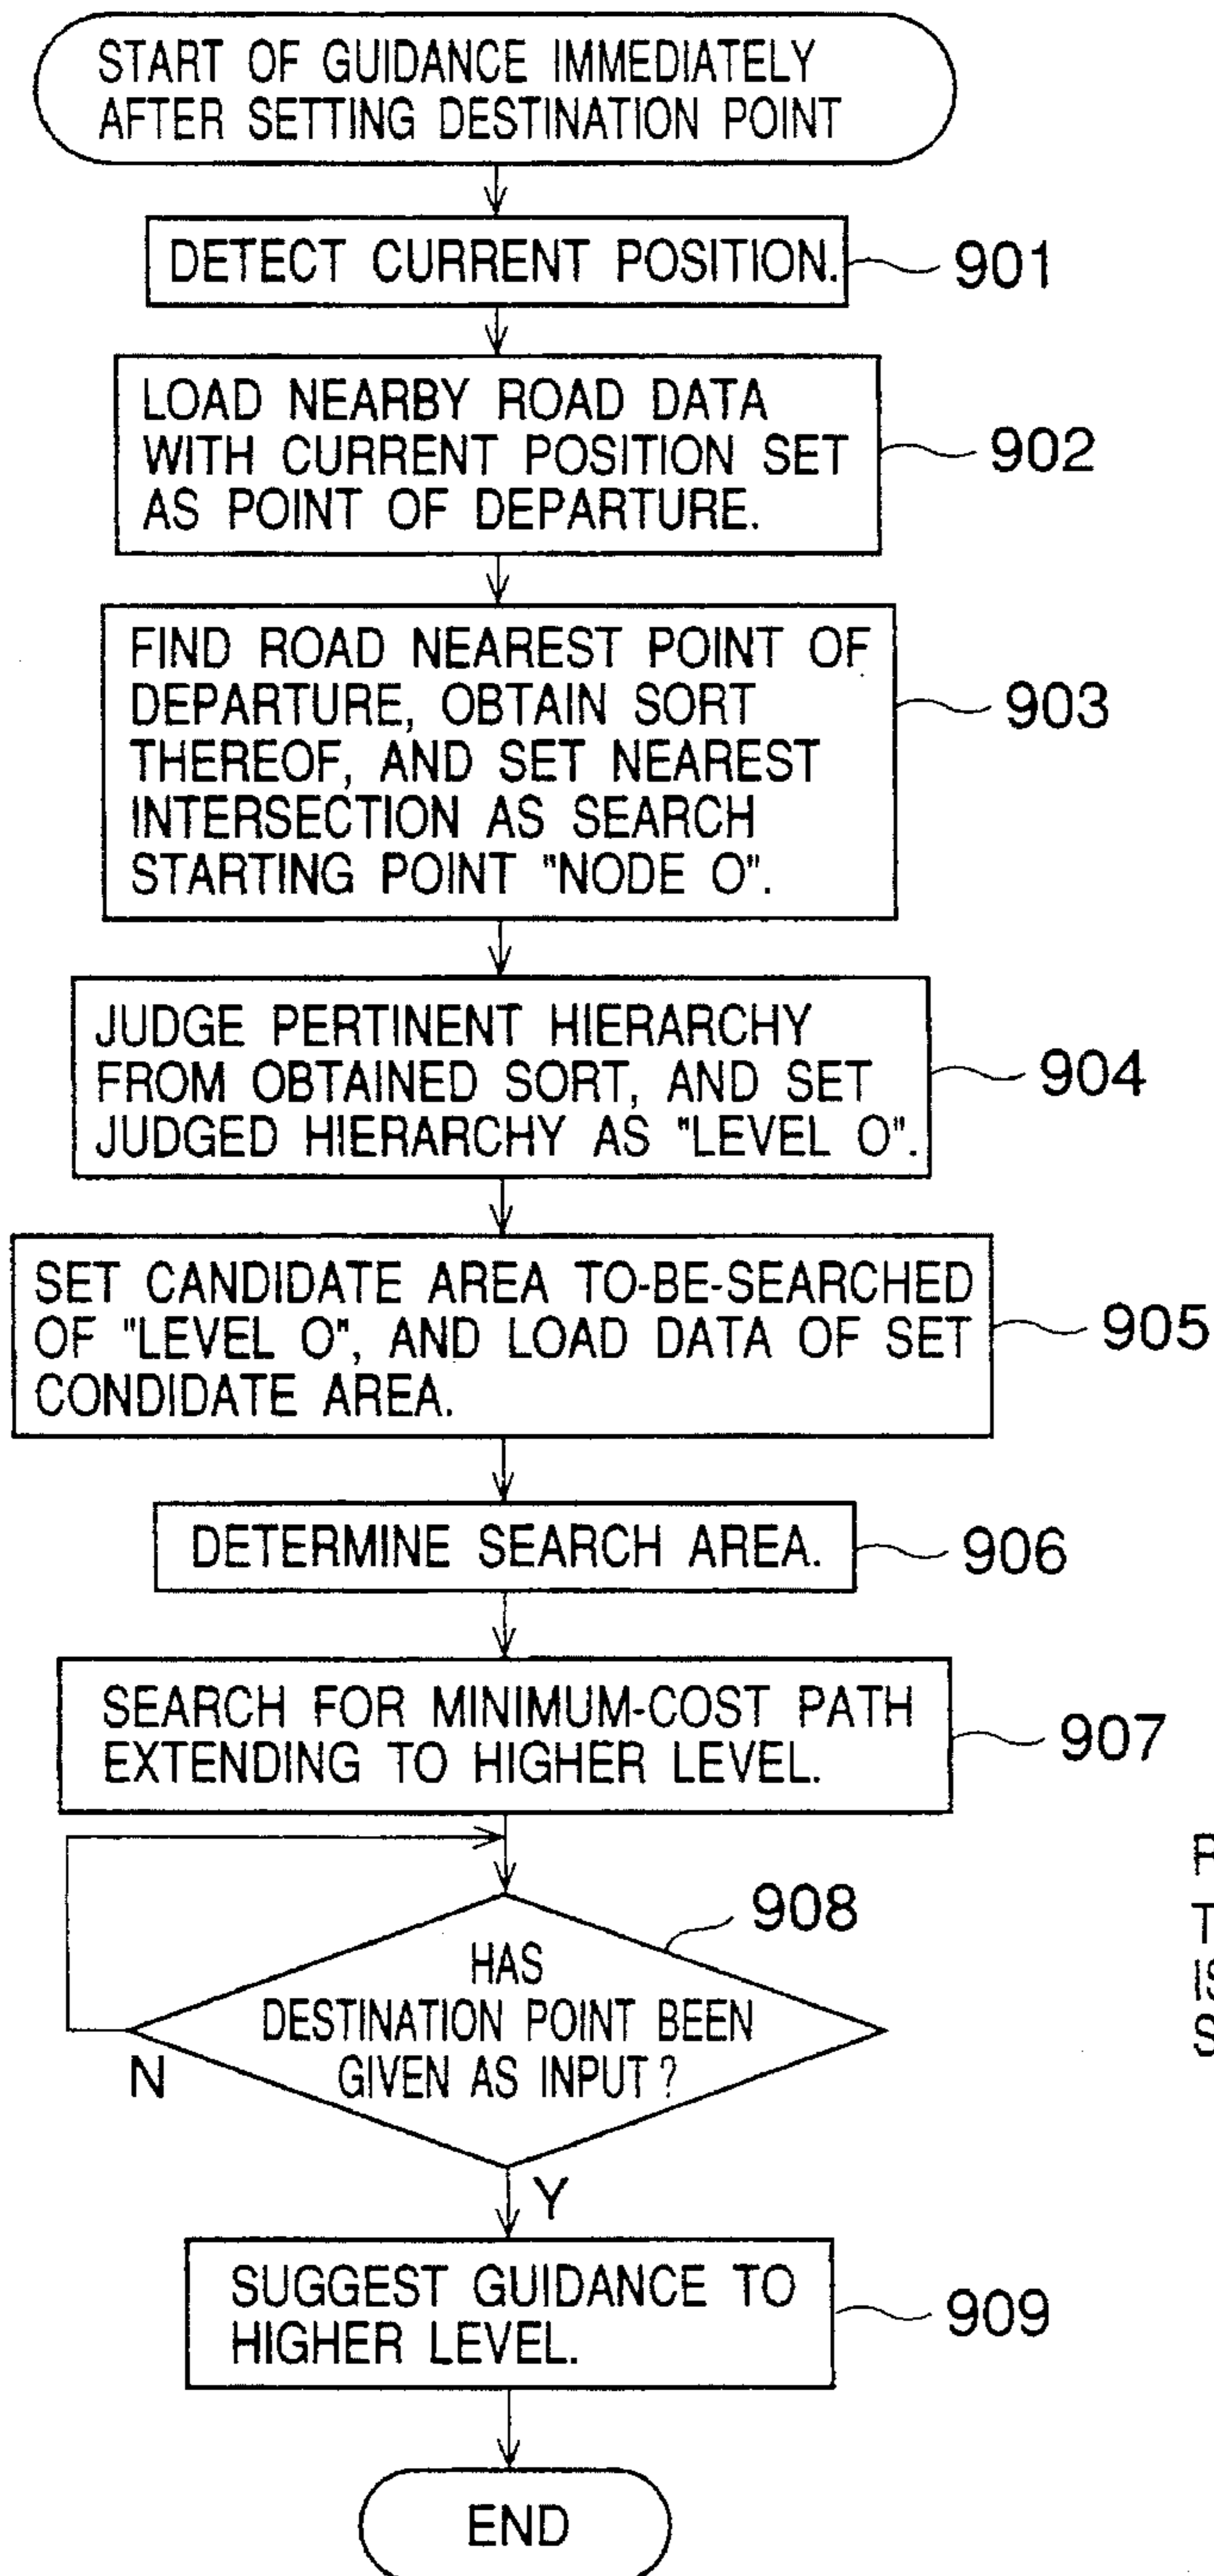 START OF GUIDANCE IMMEDIATELY
AFTER SETTING DESTINATION POINT
DETECT CURRENT POSITION.
901
LOAD NEARBY ROAD DATA
WITH CURRENT POSITION SET
AS POINT OF DEPARTURE.
902
FIND ROAD NEAREST POINT OF
DEPARTURE, OBTAIN SORT
THEREOF, AND SET NEAREST
INTERSECTION AS SEARCH
STARTING POINT "NODE O".
903
JUDGE PERTINENT HIERARCHY
FROM OBTAINED SORT, AND SET
JUDGED HIERARCHY AS "LEVEL O".
904
SET CANDIDATE AREA TO-BE-SEARCHED
OF "LEVEL O", AND LOAD DATA OF SET
CONDIDATE AREA.
905
DETERMINE SEARCH AREA.
906
SEARCH FOR MINIMUM-COST PATH
EXTENDING TO HIGHER LEVEL.
907
908
HAS
DESTINATION POINT BEEN
GIVEN AS INPUT?
N
Y
SUGGEST GUIDANCE TO
HIGHER LEVEL.
909
END